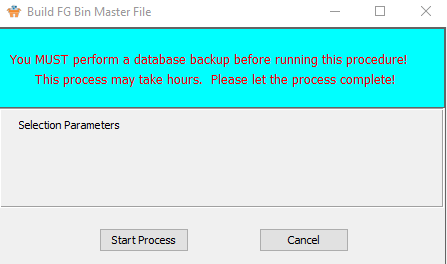 Build FG Bin Master File
You MUST perform a database backup before running this procedure!
This process may take hours.  Please let the process complete!
Selection Parameters
Start Process
Cancel